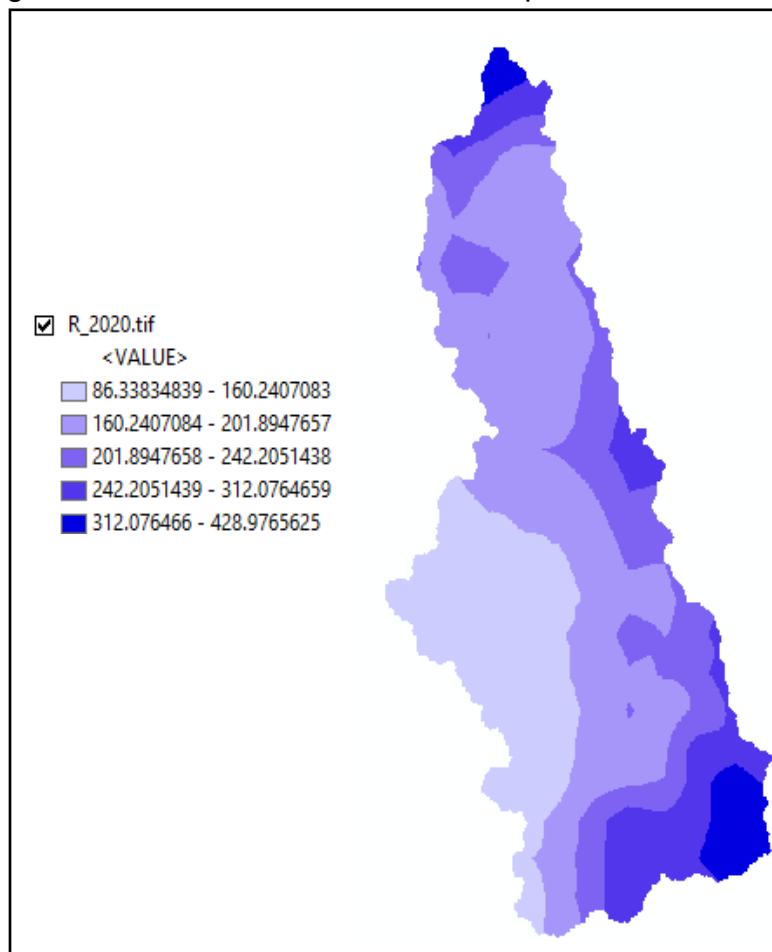 R_2020.tif
<VALUE>
86.33834839 - 160.2407083
160.2407084 - 201.8947657
201.8947658 - 242.2051438
242.2051439 - 312.0764659
312.076466 - 428.9765625